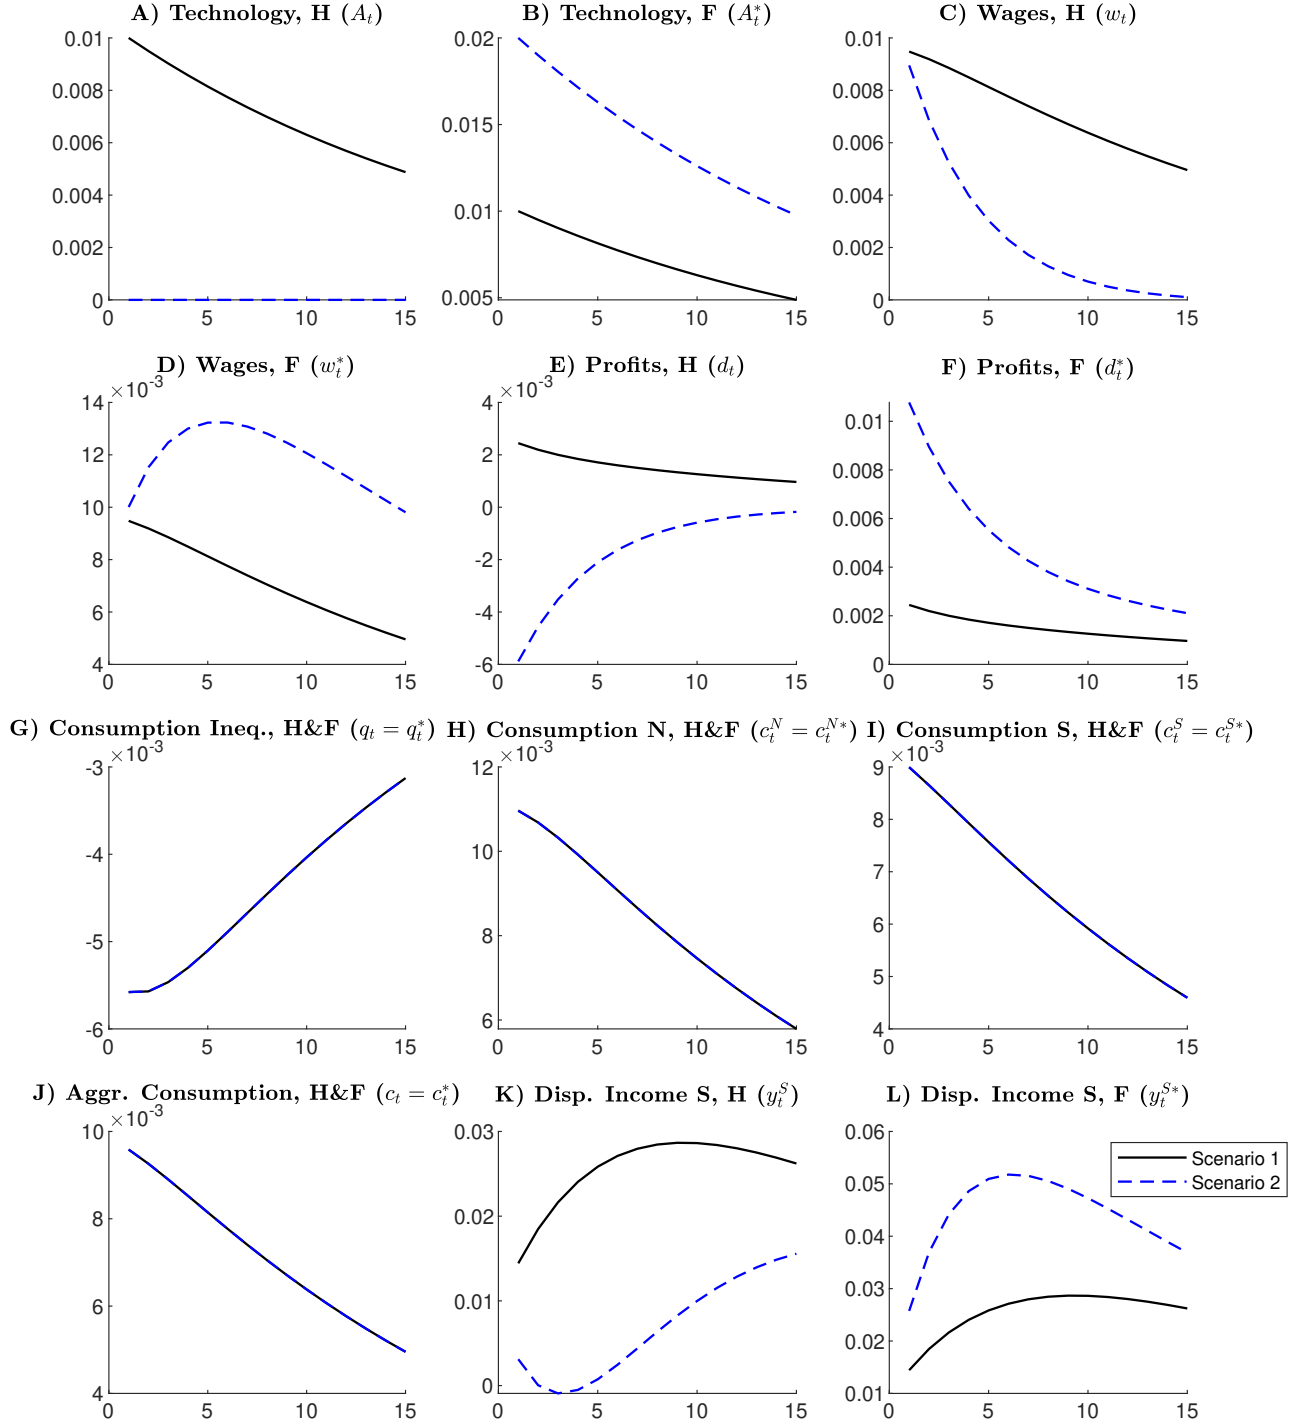 A) Technology, H (A_t)
B) Technology, F (A_t^*)
C) Wages, H (w_t)
0.01
0.008
0.006
0.004
0.002
0
0 5 10 15
0.02
0.015
0.01
0.005
0 5 10 15
0.01
0.008
0.006
0.004
0.002
0
0 5 10 15
D) Wages, F (w_t^*)
E) Profits, H (d_t)
F) Profits, F (d_t^*)
×10^-3
14
12
10
8
6
4
0 5 10 15
×10^-3
4
2
0
-2
-4
-6
0 5 10 15
0.01
0.008
0.006
0.004
0.002
0
0 5 10 15
G) Consumption Ineq., H&F (q_t = q_t^*)
H) Consumption N, H&F (c_t^N = c_t^{N*})
I) Consumption S, H&F (c_t^S = c_t^{S*})
×10^-3
-3
-4
-5
-6
0 5 10 15
×10^-3
12
10
8
6
0 5 10 15
×10^-3
9
8
7
6
5
4
0 5 10 15
J) Aggr. Consumption, H&F (c_t = c_t^*)
K) Disp. Income S, H (y_t^S)
L) Disp. Income S, F (y_t^{S*})
×10^-3
10
8
6
4
0 5 10 15
0.03
0.02
0.01
0
0 5 10 15
0.06
0.05
0.04
0.03
0.02
0.01
0 5 10 15
Scenario 1
Scenario 2